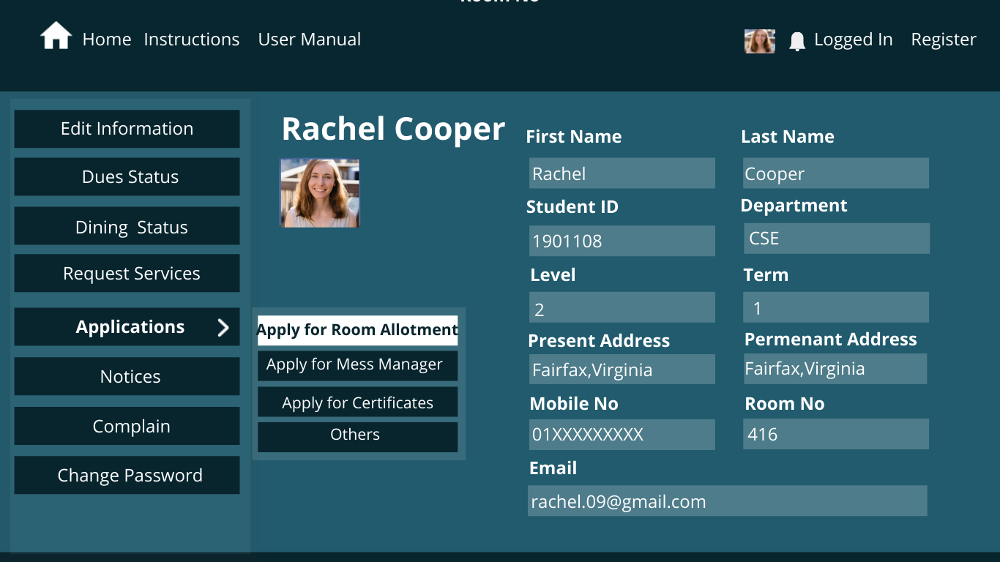 Room No
Home Instructions User Manual Logged In Register
Edit Information
Dues Status
Dining Status
Request Services
Applications
Notices
Complain
Change Password
Apply for Room Allotment
Apply for Mess Manager
Apply for Certificates
Others
Rachel Cooper
First Name
Rachel
Last Name
Cooper
Student ID
1901108
Department
CSE
Level
2
Term
1
Present Address
Fairfax,Virginia
Permenant Address
Fairfax,Virginia
Mobile No
01XXXXXXXXX
Room No
416
Email
rachel.09@gmail.com